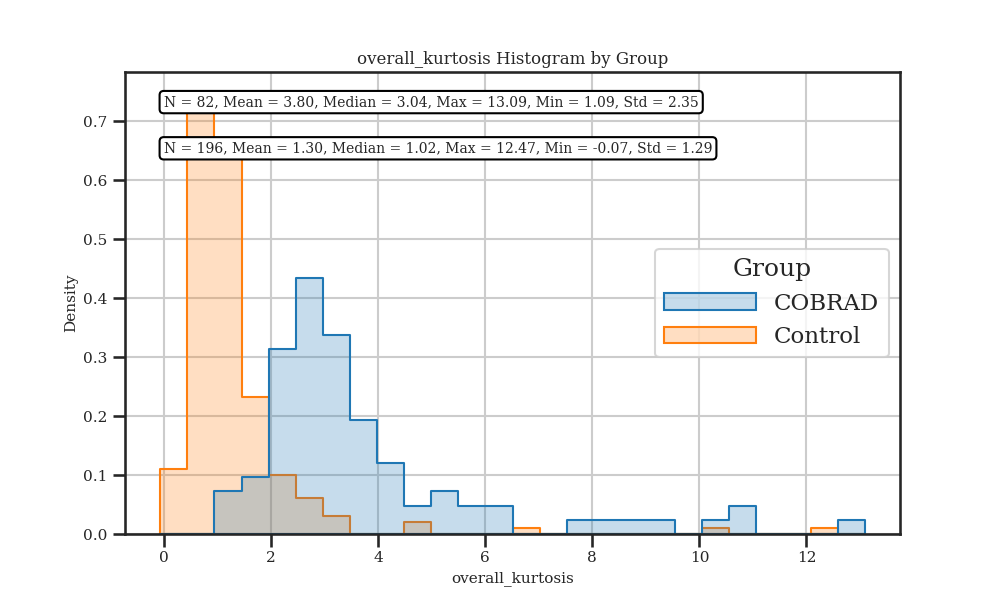 overall_kurtosis Histogram by Group
N = 82, Mean = 3.80, Median = 3.04, Max = 13.09, Min = 1.09, Std = 2.35
N = 196, Mean = 1.30, Median = 1.02, Max = 12.47, Min = -0.07, Std = 1.29
Density
0.7
0.6
0.5
0.4
0.3
0.2
0.1
0.0
Group
COBRAD
Control
0 2 4 6 8 10 12
overall_kurtosis